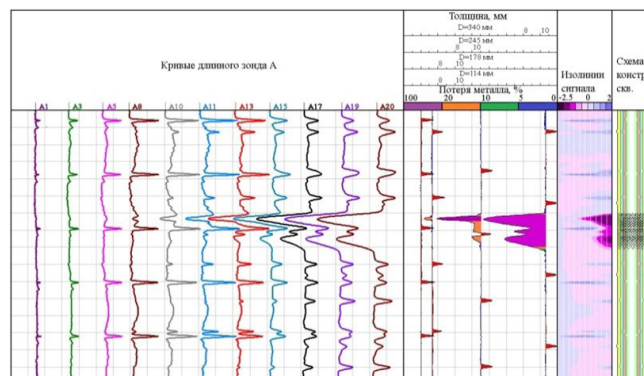 Толщина, мм
D=340 мм
8 10
D=245 мм
8 10
D=178 мм
8 10
D=114 мм
8 10
Кривые длинного зонда А
Потеря металла, %
100 20 10 5 0
Изолинии
сигнала
-2.5 0 2
Схема
констр
скв.
A1 A3 A5 A8 A10 A11 A13 A15 A17 A19 A20